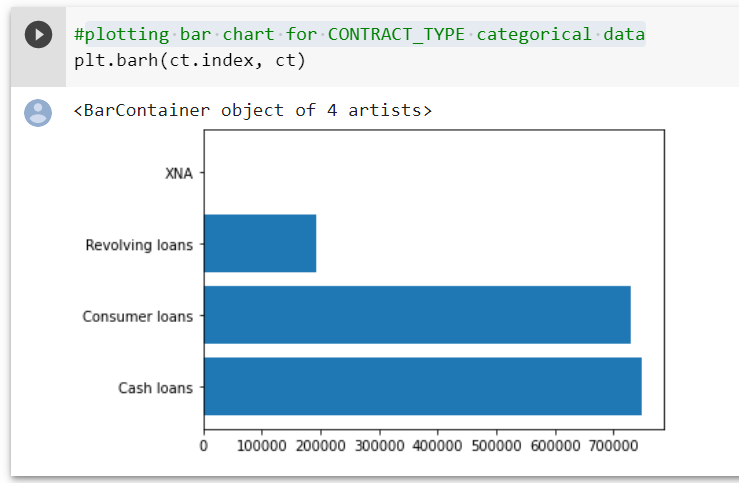 #plotting bar chart for CONTRACT_TYPE categorical data
plt.barh(ct.index, ct)
<BarContainer object of 4 artists>
XNA
Revolving loans
Consumer loans
Cash loans
0 100000 200000 300000 400000 500000 600000 700000